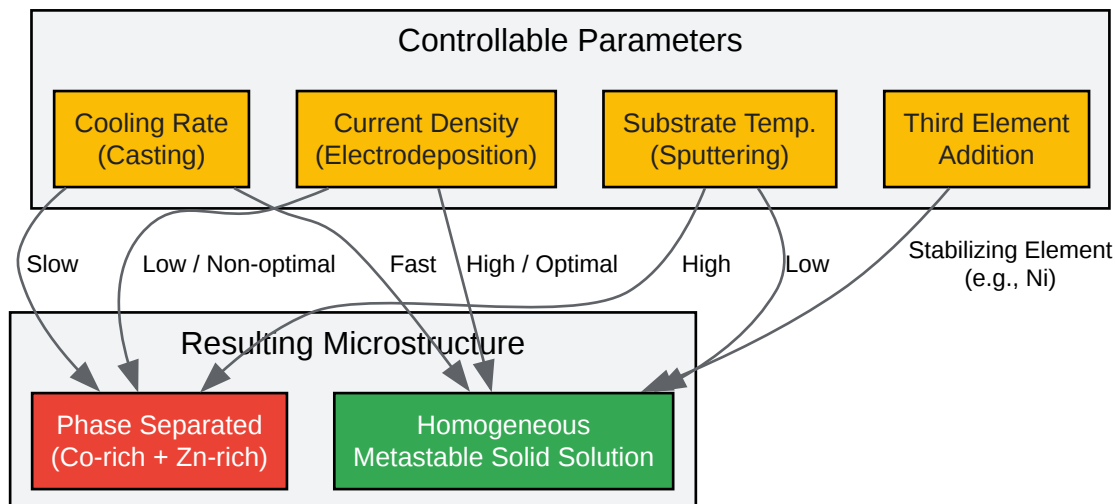 Controllable Parameters
Cooling Rate
(Casting)
Current Density
(Electrodeposition)
Substrate Temp.
(Sputtering)
Third Element
Addition
Slow
Low / Non-optimal
Fast
High / Optimal
High
Low
Stabilizing Element
(e.g., Ni)
Resulting Microstructure
Phase Separated
(Co-rich + Zn-rich)
Homogeneous
Metastable Solid Solution